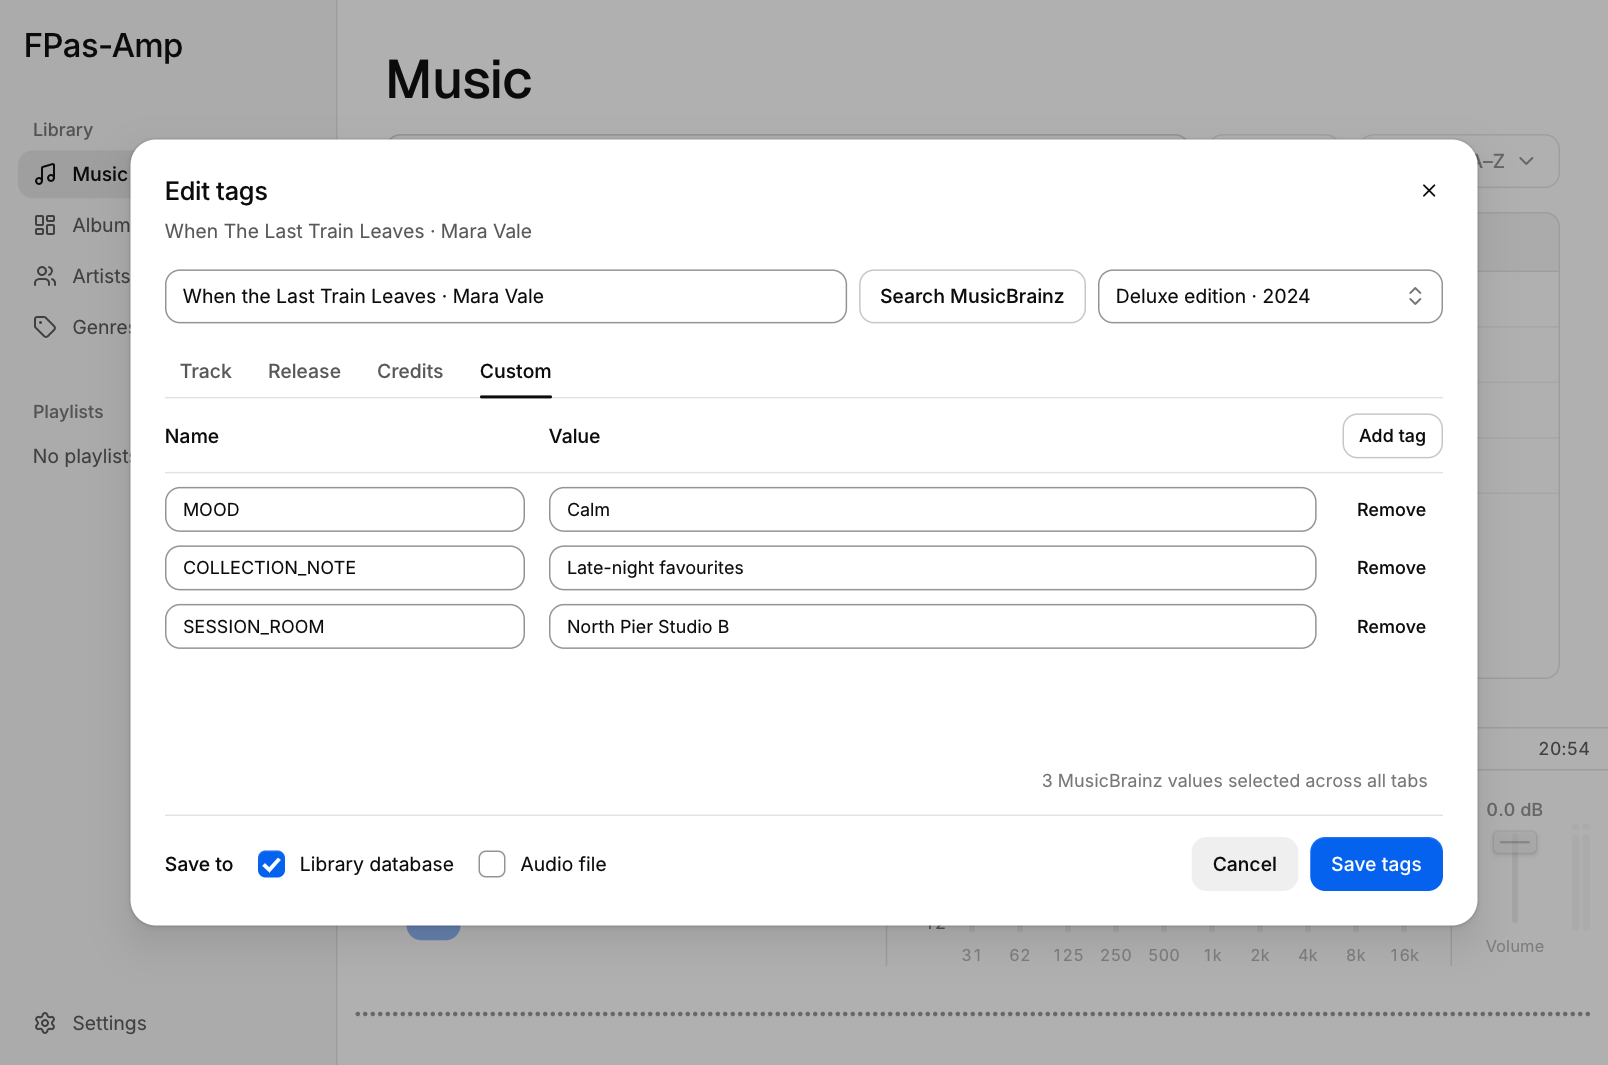 FPas-Amp
Library
Music
Album
Artists
Genres
Playlists
No playlists
Settings
Music
A–Z
Edit tags
When The Last Train Leaves · Mara Vale
When the Last Train Leaves · Mara Vale
Search MusicBrainz
Deluxe edition · 2024
Track Release Credits Custom
Name Value Add tag
MOOD Calm Remove
COLLECTION_NOTE Late-night favourites Remove
SESSION_ROOM North Pier Studio B Remove
3 MusicBrainz values selected across all tabs
Save to Library database Audio file Cancel Save tags
20:54
0.0 dB
Volume
12
31 62 125 250 500 1k 2k 4k 8k 16k